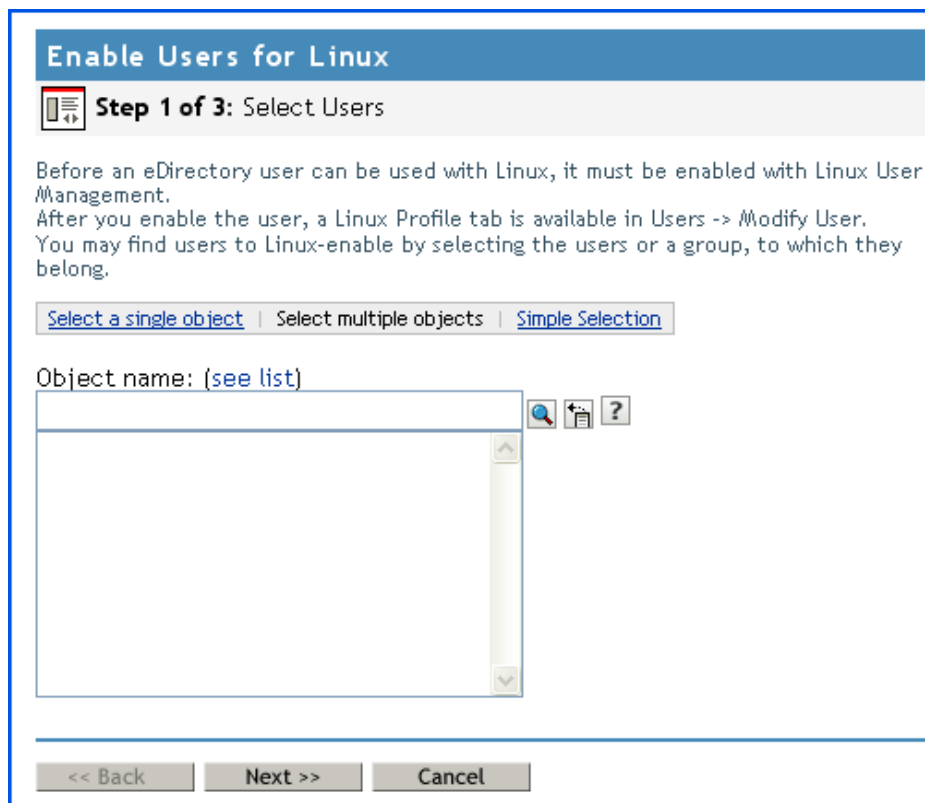 Enable Users for Linux
Step 1 of 3: Select Users
Before an eDirectory user can be used with Linux, it must be enabled with Linux User
Management.
After you enable the user, a Linux Profile tab is available in Users -> Modify User.
You may find users to Linux-enable by selecting the users or a group, to which they
belong.
Select a single object | Select multiple objects | Simple Selection
Object name: (see list)
?
<< Back Next >> Cancel